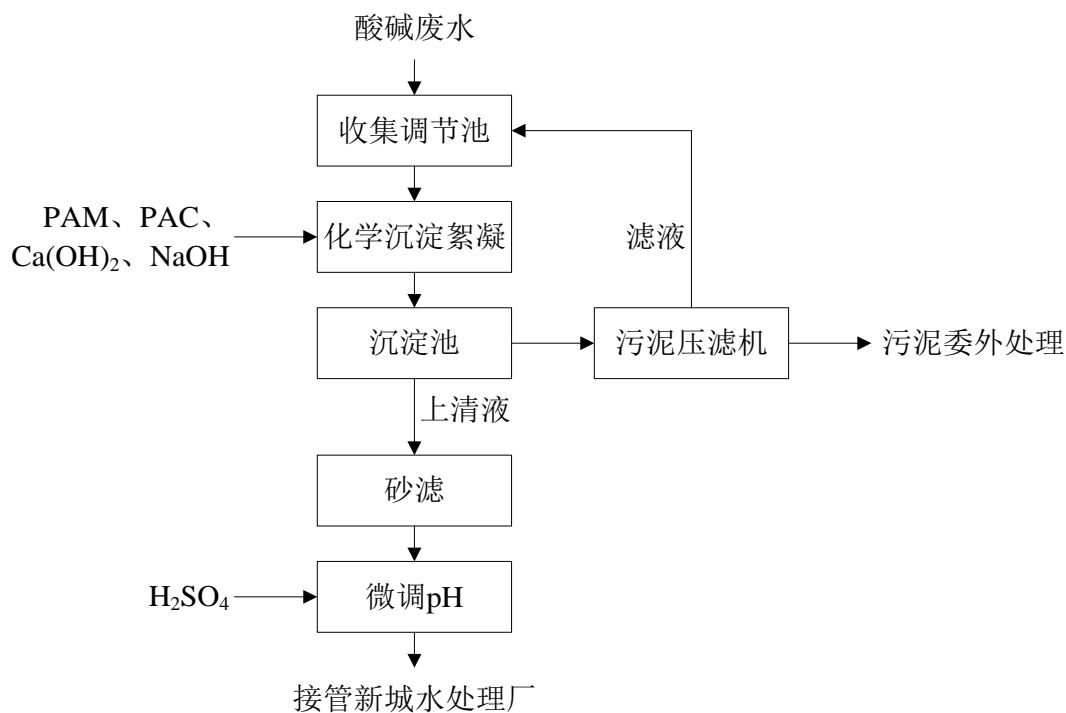 酸碱废水
收集调节池
PAM、PAC、
Ca(OH)₂、NaOH
化学沉淀絮凝
滤液
沉淀池
污泥压滤机
污泥委外处理
上清液
砂滤
H₂SO₄
微调pH
接管新城水处理厂